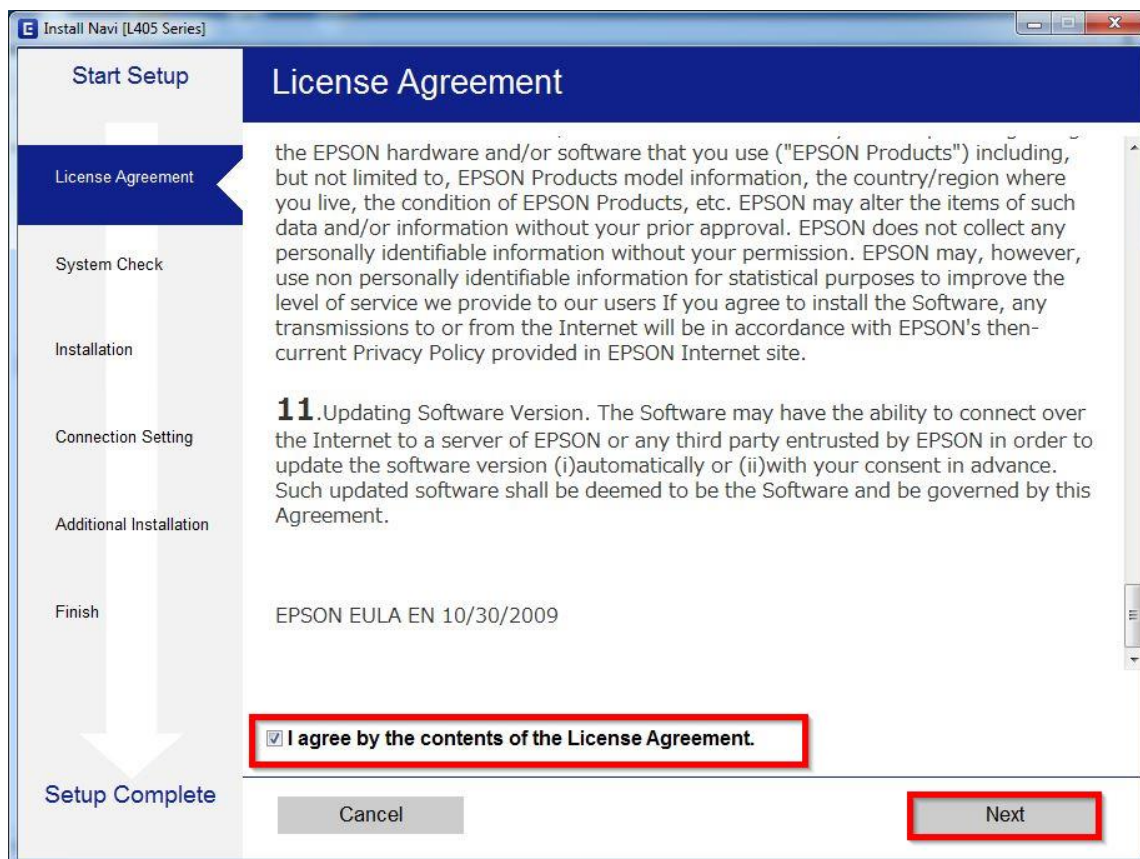 Install Navi [L405 Series]
Start Setup
License Agreement
System Check
Installation
Connection Setting
Additional Installation
Finish
Setup Complete
License Agreement
the EPSON hardware and/or software that you use ("EPSON Products") including,
but not limited to, EPSON Products model information, the country/region where
you live, the condition of EPSON Products, etc. EPSON may alter the items of such
data and/or information without your prior approval. EPSON does not collect any
personally identifiable information without your permission. EPSON may, however,
use non personally identifiable information for statistical purposes to improve the
level of service we provide to our users If you agree to install the Software, any
transmissions to or from the Internet will be in accordance with EPSON's then-
current Privacy Policy provided in EPSON Internet site.
11.Updating Software Version. The Software may have the ability to connect over
the Internet to a server of EPSON or any third party entrusted by EPSON in order to
update the software version (i)automatically or (ii)with your consent in advance.
Such updated software shall be deemed to be the Software and be governed by this
Agreement.
EPSON EULA EN 10/30/2009
I agree by the contents of the License Agreement.
Cancel
Next